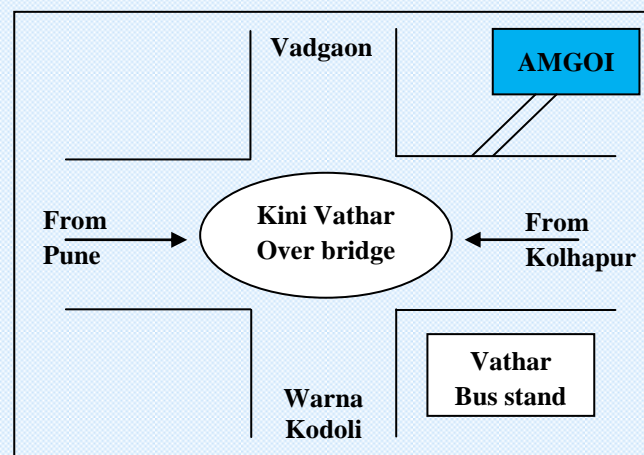 Vadgaon
AMGOI
From
Pune
Kini Vathar
Over bridge
From
Kolhapur
Vathar
Bus stand
Warna
Kodoli